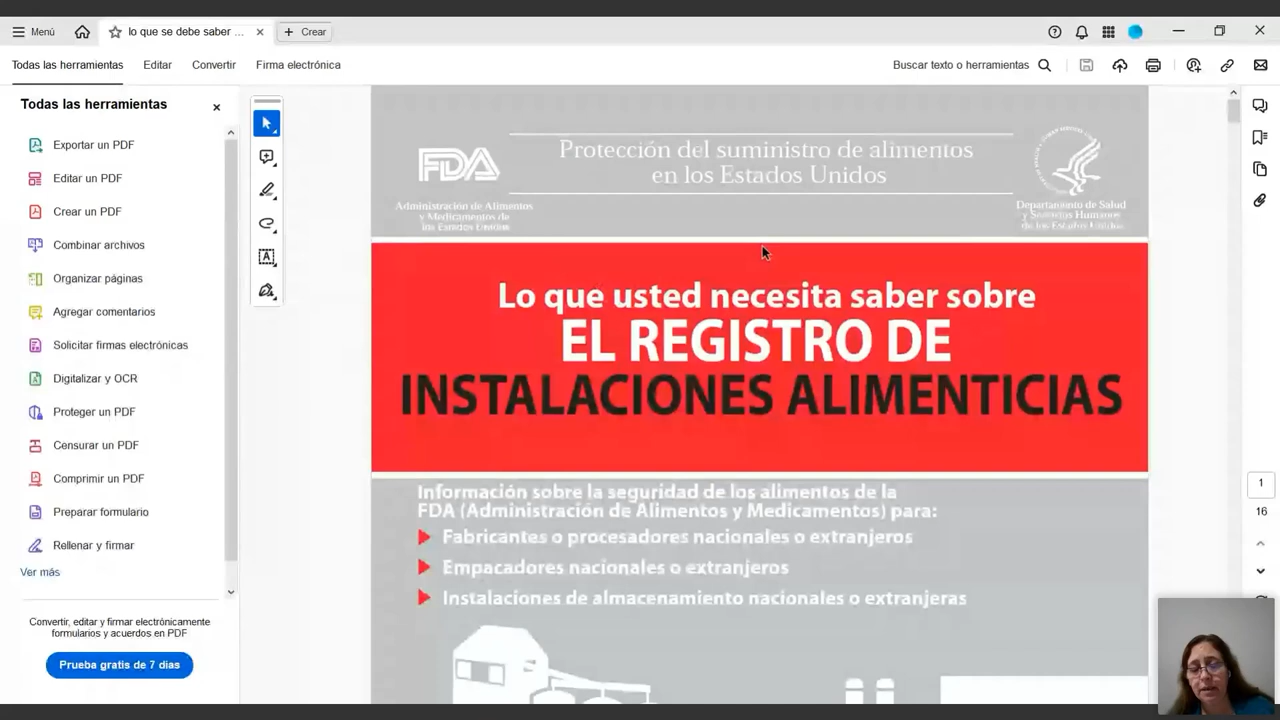 Menú
lo que se debe saber ...
Crear
Todas las herramientas
Editar
Convertir
Firma electrónica
Buscar texto o herramientas
Todas las herramientas
Exportar un PDF
Editar un PDF
Crear un PDF
Combinar archivos
Organizar páginas
Agregar comentarios
Solicitar firmas electrónicas
Digitalizar y OCR
Proteger un PDF
Censurar un PDF
Comprimir un PDF
Preparar formulario
Rellenar y firmar
Ver más
Convertir, editar y firmar electrónicamente
formularios y acuerdos en PDF
Prueba gratis de 7 dias
FDA
Administración de Alimentos
y Medicamentos de
los Estados Unidos
Protección del suministro de alimentos
en los Estados Unidos
Departamento de Salud
y Servicios Humanos
de los Estados Unidos
Lo que usted necesita saber sobre
EL REGISTRO DE
INSTALACIONES ALIMENTICIAS
Información sobre la seguridad de los alimentos de la
FDA (Administración de Alimentos y Medicamentos) para:
Fabricantes o procesadores nacionales o extranjeros
Empacadores nacionales o extranjeros
Instalaciones de almacenamiento nacionales o extranjeras
1
16